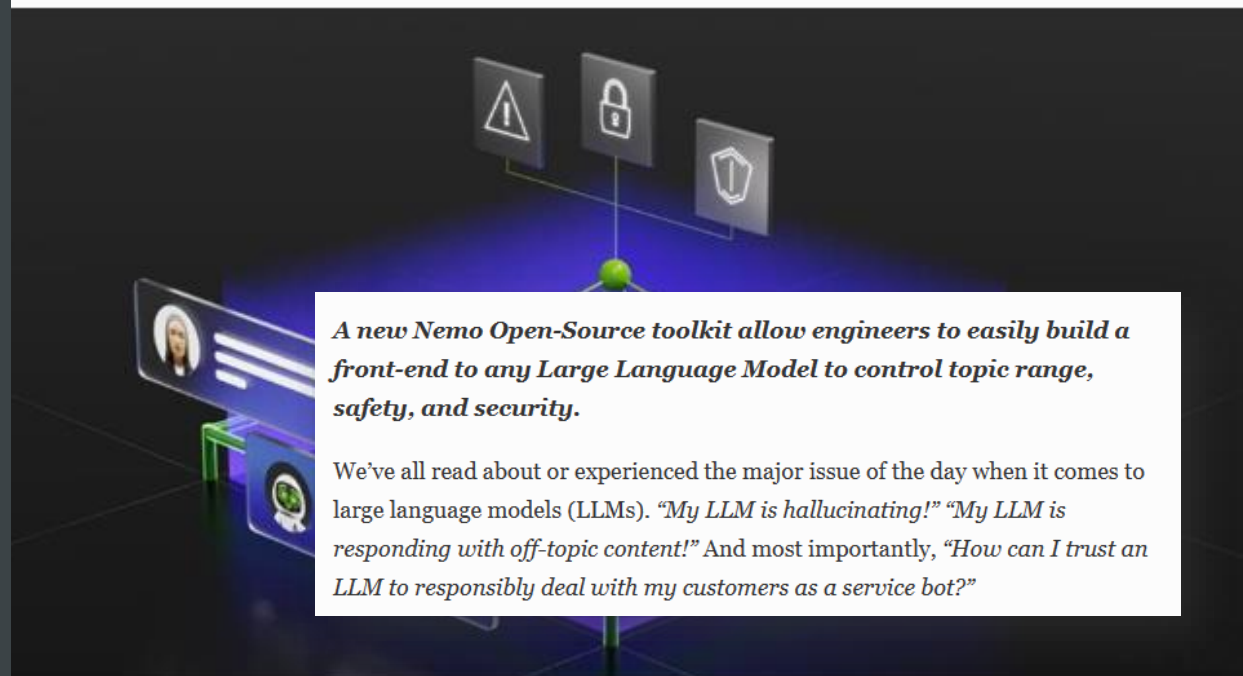 A new Nemo Open-Source toolkit allow engineers to easily build a
front-end to any Large Language Model to control topic range,
safety, and security.
We’ve all read about or experienced the major issue of the day when it comes to
large language models (LLMs). “My LLM is hallucinating!” “My LLM is
responding with off-topic content!” And most importantly, “How can I trust an
LLM to responsibly deal with my customers as a service bot?”